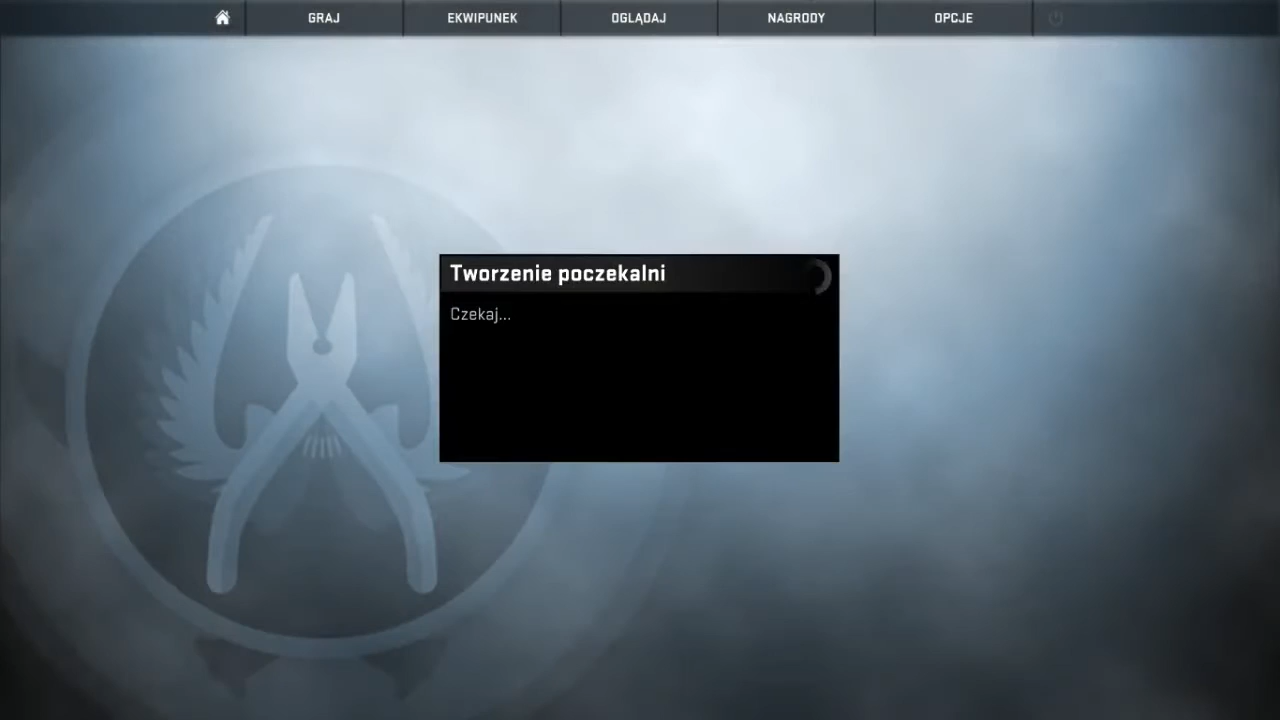 GRAJ
EKWIPUNEK
OGLĄDAJ
NAGRODY
OPCJE
Tworzenie poczekalni
Czekaj...